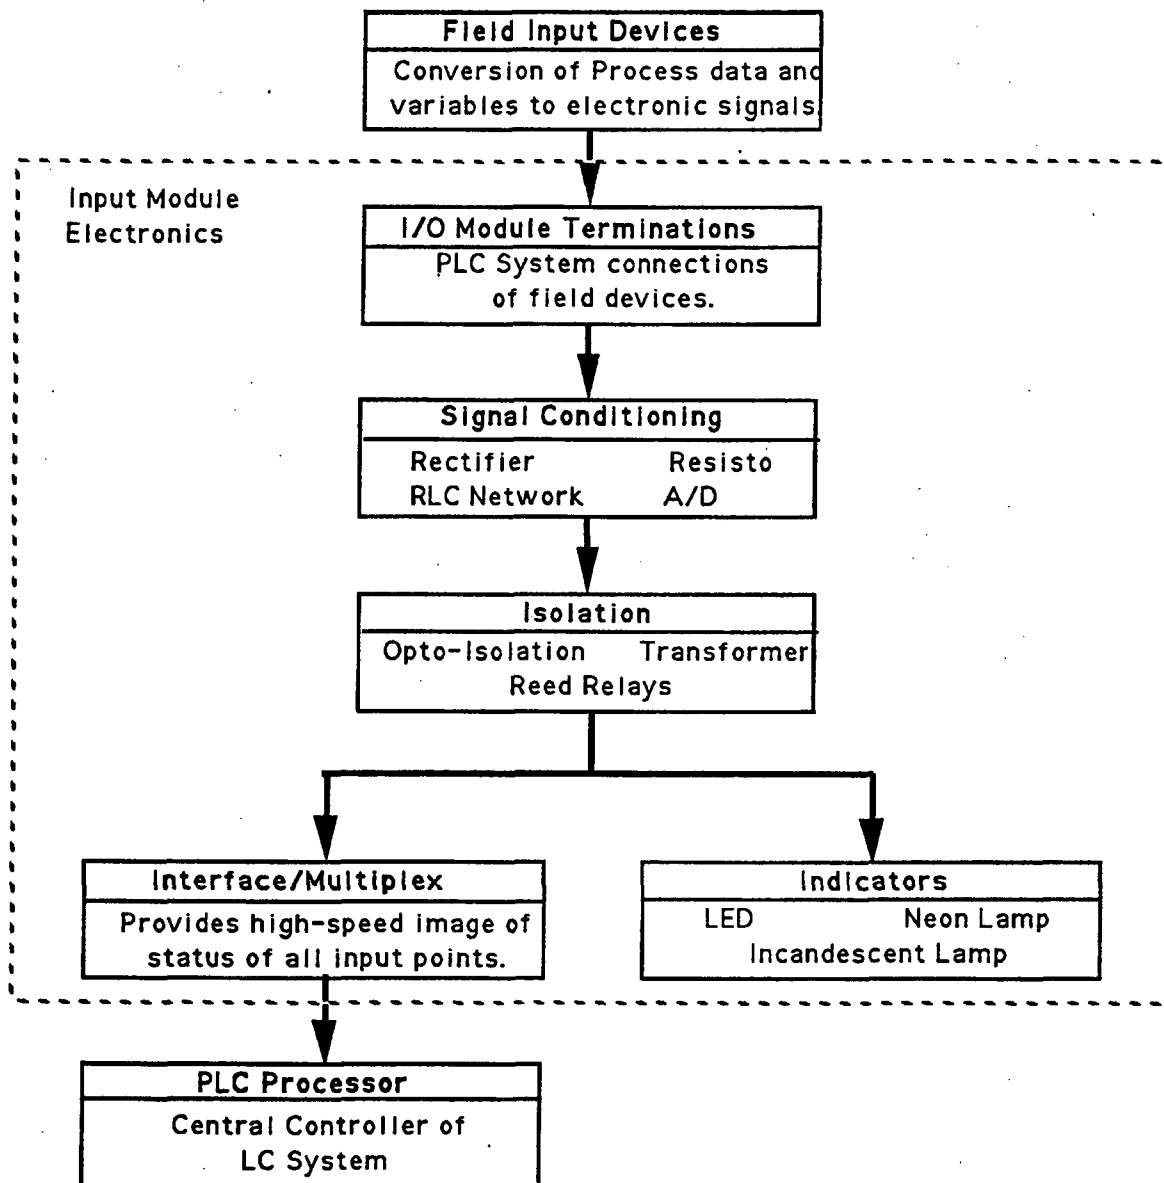 Field Input Devices
Conversion of Process data and
variables to electronic signals.
Input Module
Electronics
I/O Module Terminations
PLC System connections
of field devices.
Signal Conditioning
Rectifier Resisto
RLC Network A/D
Isolation
Opto-Isolation Transformer
Reed Relays
Interface/Multiplex
Provides high-speed image of
status of all input points.
Indicators
LED Neon Lamp
Incandescent Lamp
PLC Processor
Central Controller of
LC System